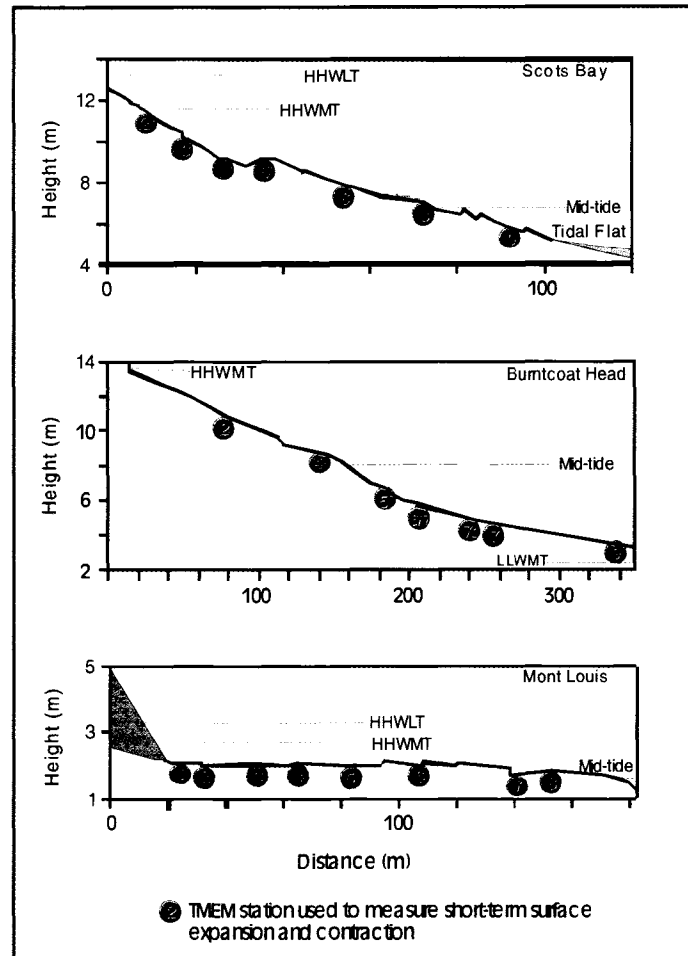 Scots Bay
HHWLT
HHWMT
Mid-tide
Tidal Flat
Height (m)
12
10
8
6
4
0
100
Burntcoat Head
HHWMT
Mid-tide
LLWMT
Height (m)
14
10
6
2
100
200
300
Mont Louis
HHWLT
HHWMT
Mid-tide
Height (m)
5
3
1
0
100
Distance (m)
TMEM station used to measure short-term surface
expansion and contraction